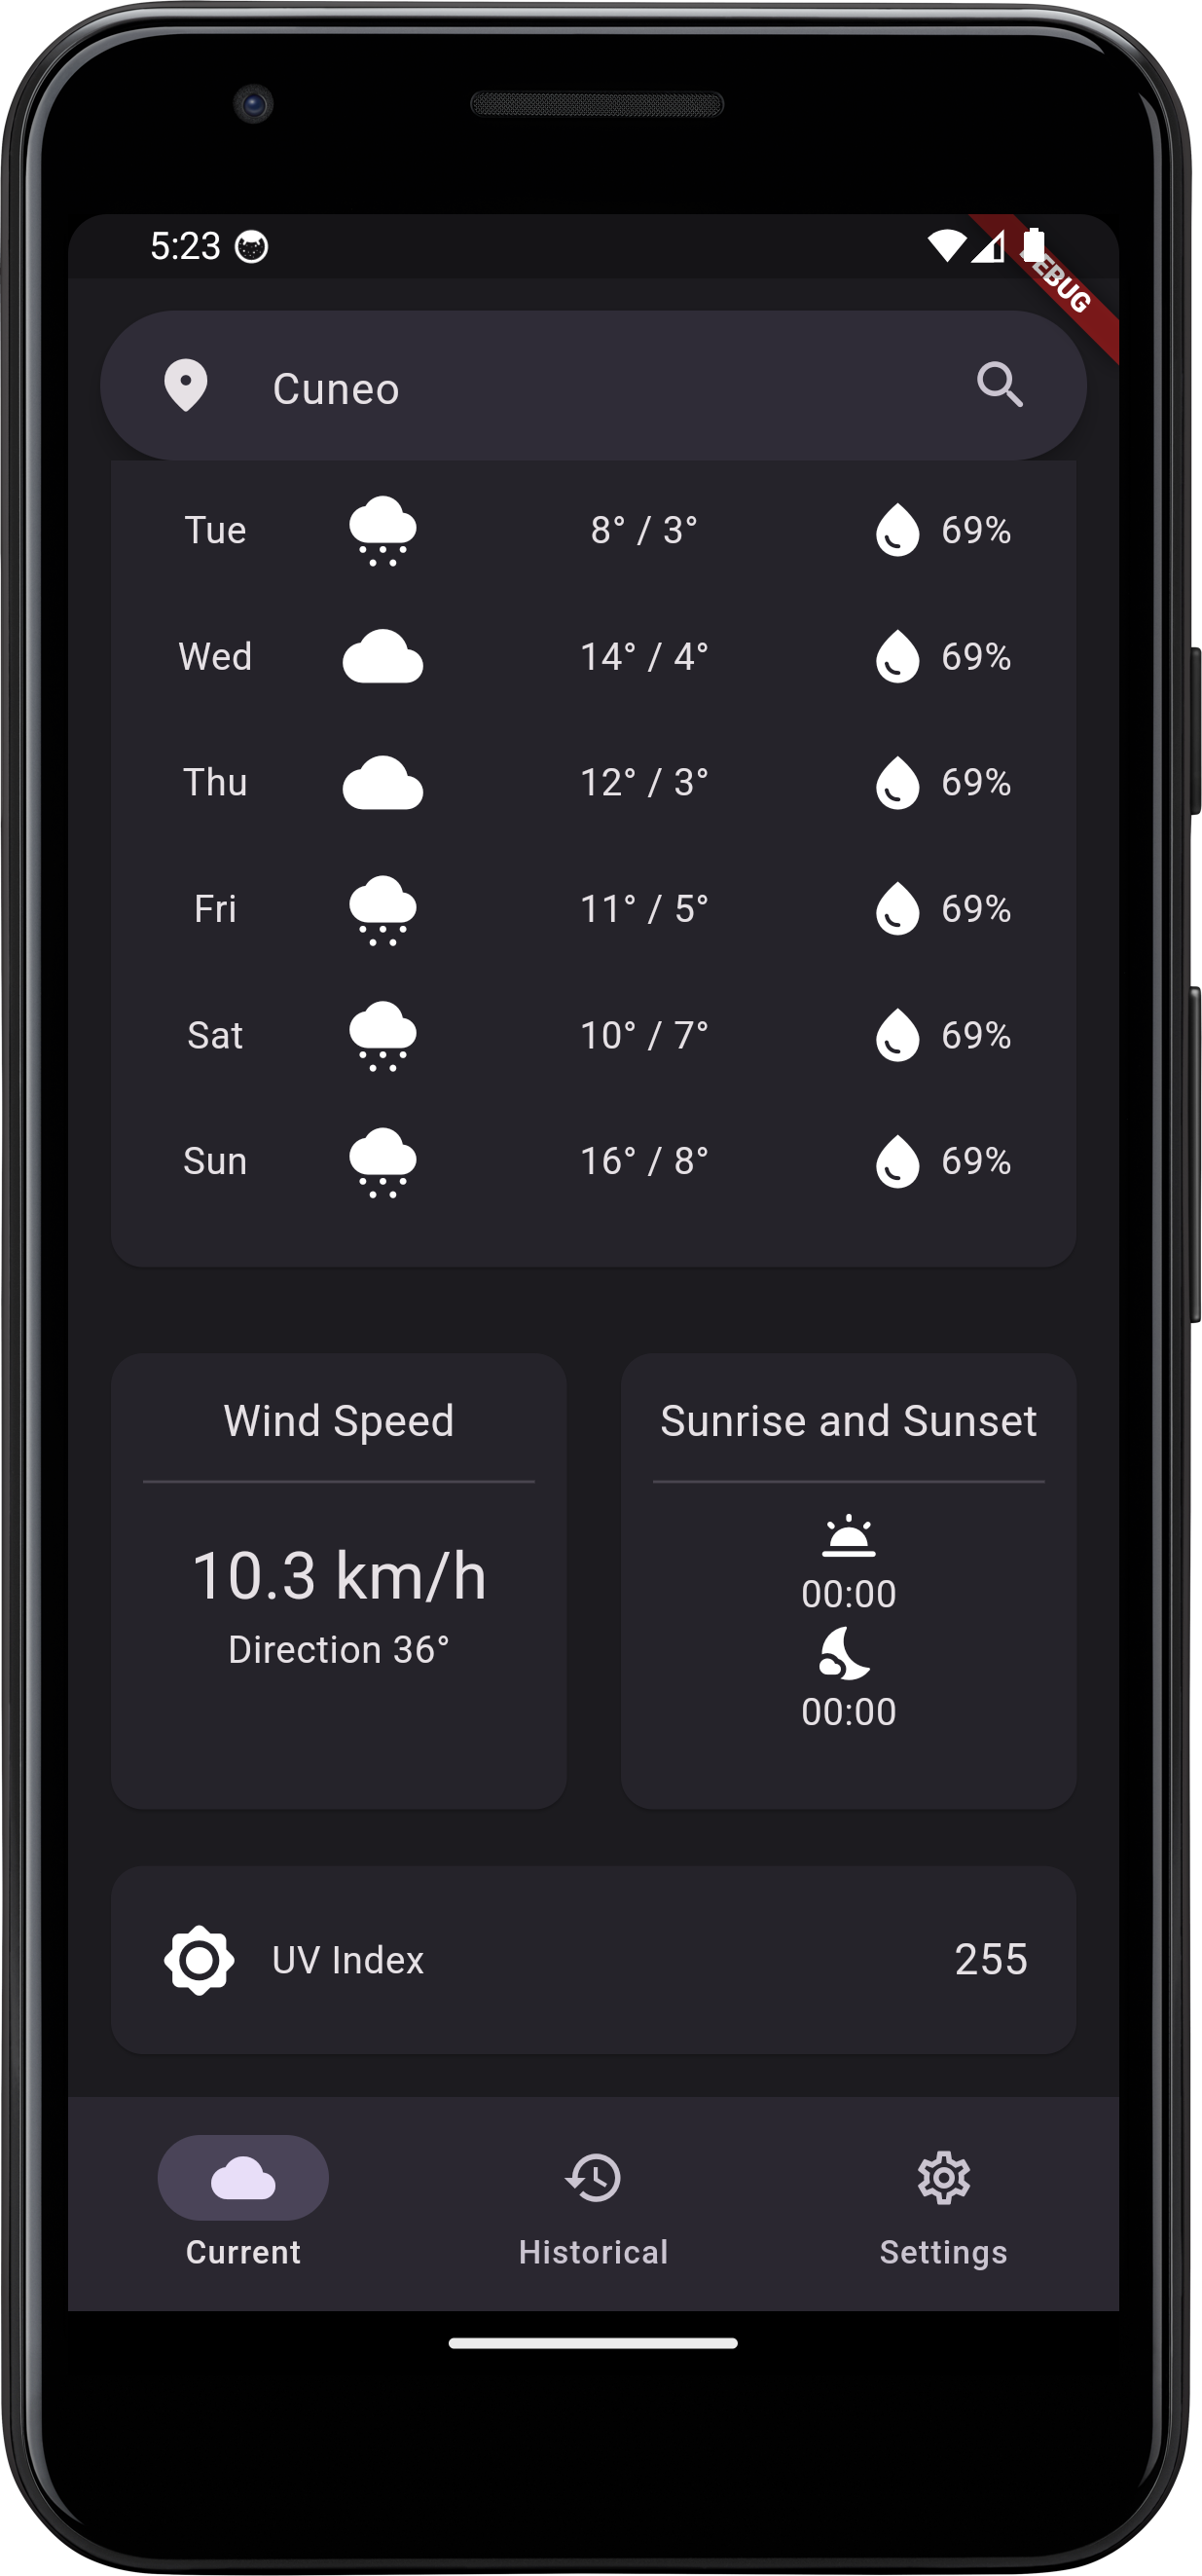 5:23
DEBUG
Cuneo
Tue 8° / 3° 69%
Wed 14° / 4° 69%
Thu 12° / 3° 69%
Fri 11° / 5° 69%
Sat 10° / 7° 69%
Sun 16° / 8° 69%
Wind Speed
10.3 km/h
Direction 36°
Sunrise and Sunset
00:00
00:00
UV Index 255
Current Historical Settings